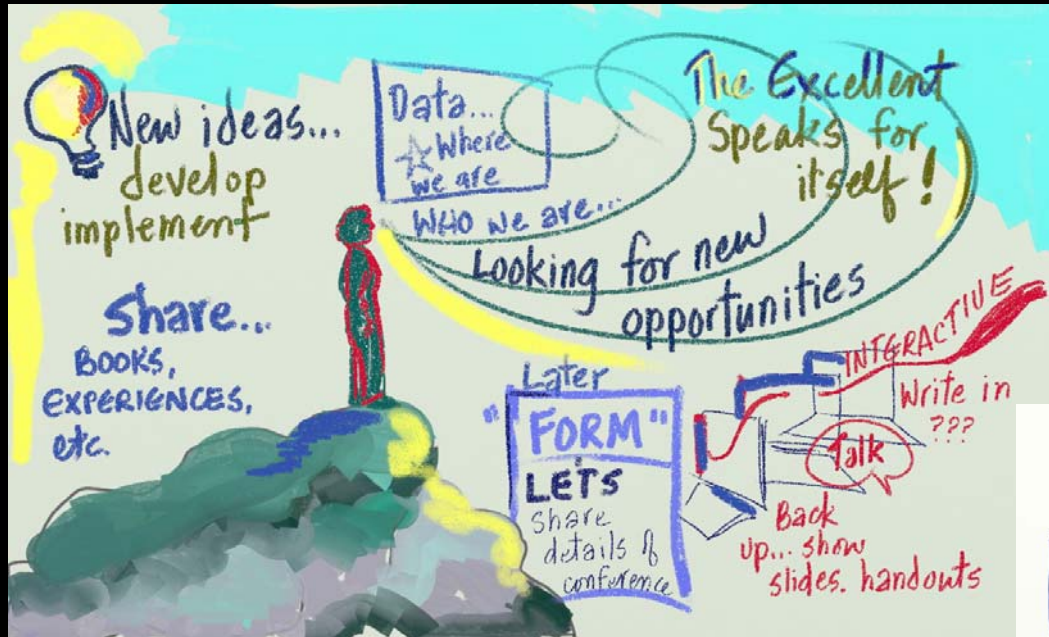 New ideas...
develop
implement
Share...
BOOKS,
EXPERIENCES,
etc.
Data...
☆ Where
we are
WHO we are...
Looking for new
opportunities
The Excellent
Speaks for
itself!
Later
"FORM"
LET'S
share
details of
conference
INTERACTIVE
Write in
???
Talk
Back
up... show
slides. handouts